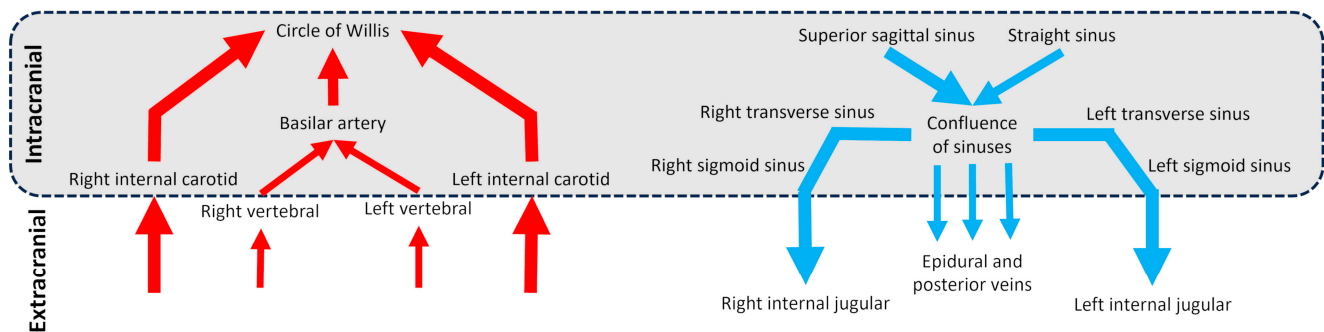 Intracranial
Extracranial
Circle of Willis
Basilar artery
Right internal carotid
Left internal carotid
Right vertebral
Left vertebral
Superior sagittal sinus
Straight sinus
Right transverse sinus
Confluence
of sinuses
Left transverse sinus
Right sigmoid sinus
Left sigmoid sinus
Epidural and
posterior veins
Right internal jugular
Left internal jugular